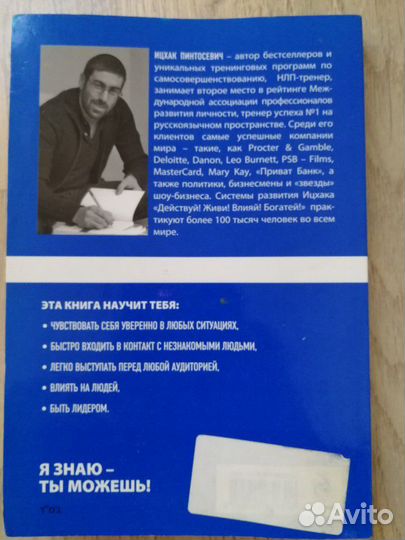 ИЦХАК ПИНТОСЕВИЧ – автор бестселлеров и
уникальных тренинговых программ по
самосовершенствованию, НЛП-тренер,
занимает второе место в рейтинге Меж-
дународной ассоциации профессионалов
развития личности, тренер успеха №1 на
русскоязычном пространстве. Среди его
клиентов самые успешные компании
мира – такие, как Procter & Gamble,
Deloitte, Danon, Leo Burnett, PSB – Films,
MasterCard, Mary Kay, «Приват Банк», а
также политики, бизнесмены и «звезды»
шоу-бизнеса. Системы развития Ицхака
«Действуй! Живи! Влияй! Богатей!» прак-
тикуют более 100 тысяч человек во всем
мире.
ЭТА КНИГА НАУЧИТ ТЕБЯ:
• ЧУВСТВОВАТЬ СЕБЯ УВЕРЕННО В ЛЮБЫХ СИТУАЦИЯХ,
• БЫСТРО ВХОДИТЬ В КОНТАКТ С НЕЗНАКОМЫМИ ЛЮДЬМИ,
• ЛЕГКО ВЫСТУПАТЬ ПЕРЕД ЛЮБОЙ АУДИТОРИЕЙ,
• ВЛИЯТЬ НА ЛЮДЕЙ,
• БЫТЬ ЛИДЕРОМ.
Я ЗНАЮ –
ТЫ МОЖЕШЬ!
Avito